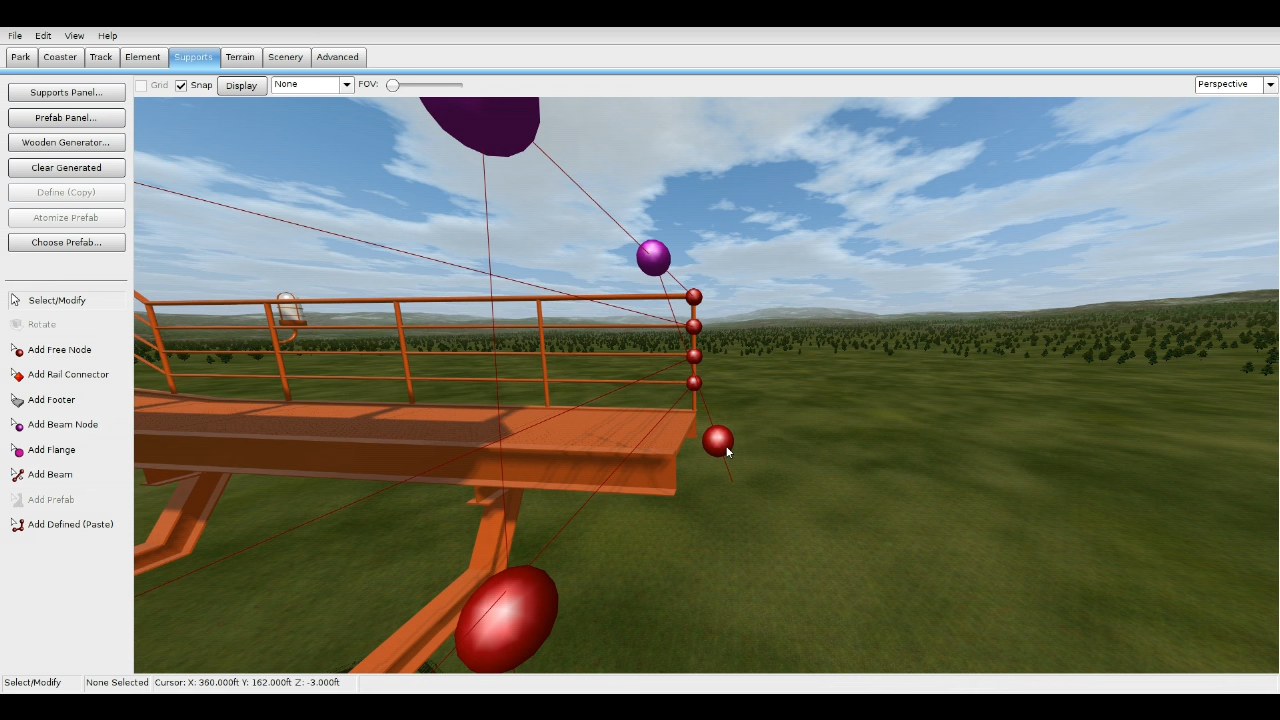 File Edit View Help
Park Coaster Track Element Supports Terrain Scenery Advanced
Grid Snap Display None FOV: Perspective
Supports Panel...
Prefab Panel...
Wooden Generator...
Clear Generated
Define (Copy)
Atomize Prefab
Choose Prefab...
Select/Modify
Rotate
Add Free Node
Add Rail Connector
Add Footer
Add Beam Node
Add Flange
Add Beam
Add Prefab
Add Defined (Paste)
Select/Modify None Selected Cursor: X: 360.000ft Y: 162.000ft Z: -3.000ft